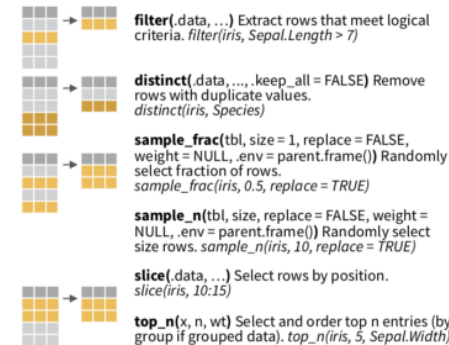 filter(.data, …) Extract rows that meet logical
criteria. filter(iris, Sepal.Length > 7)
distinct(.data, ..., .keep_all = FALSE) Remove
rows with duplicate values.
distinct(iris, Species)
sample_frac(tbl, size = 1, replace = FALSE,
weight = NULL, .env = parent.frame()) Randomly
select fraction of rows.
sample_frac(iris, 0.5, replace = TRUE)
sample_n(tbl, size, replace = FALSE, weight =
NULL, .env = parent.frame()) Randomly select
size rows. sample_n(iris, 10, replace = TRUE)
slice(.data, …) Select rows by position.
slice(iris, 10:15)
top_n(x, n, wt) Select and order top n entries (by
group if grouped data). top_n(iris, 5, Sepal.Width)